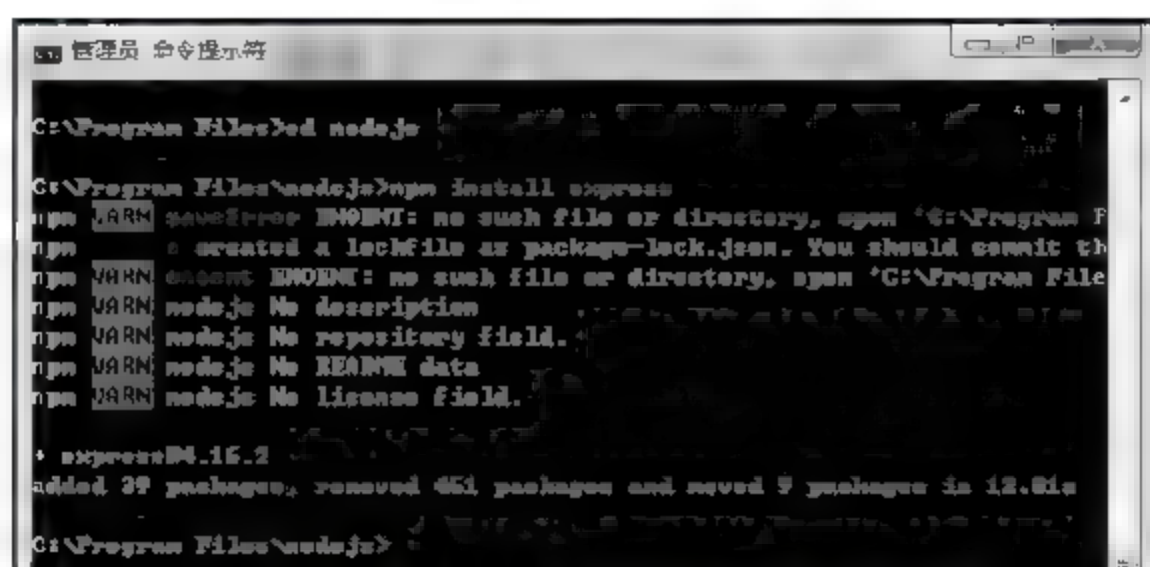 管理员 命令提示符
C:\Program Files>cd nodejs
C:\Program Files\nodejs>npm install express
npm WARN saveError ENOENT: no such file or directory, open 'C:\Program F
npm created a lockfile as package-lock.json. You should commit th
npm WARN enoent ENOENT: no such file or directory, open 'C:\Program File
npm WARN nodejs No description
npm WARN nodejs No repository field.
npm WARN nodejs No README data
npm WARN nodejs No license field.
+ express@4.16.2
added 39 packages, removed 461 packages and moved 9 packages in 12.81s
C:\Program Files\nodejs>